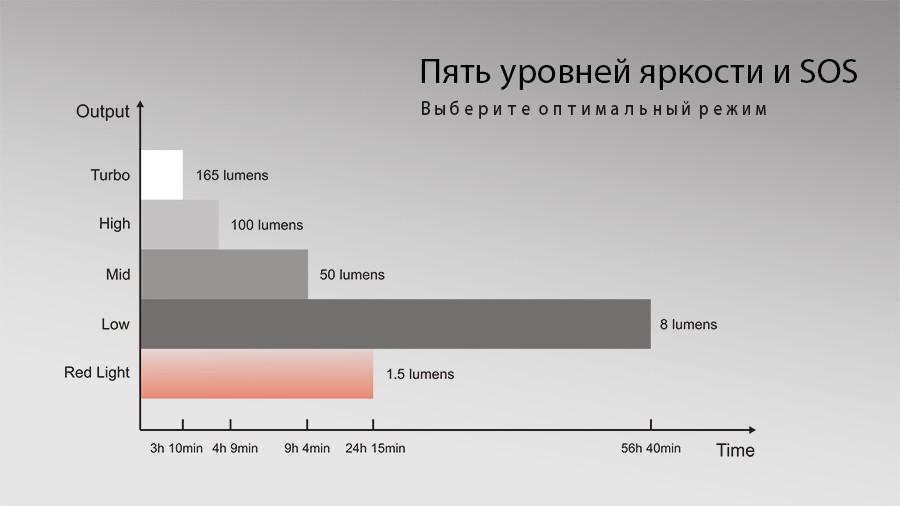 Пять уровней яркости и SOS
Выберите оптимальный режим
Output
Turbo 165 lumens
High 100 lumens
Mid 50 lumens
Low 8 lumens
Red Light 1.5 lumens
3h 10min 4h 9min 9h 4min 24h 15min 56h 40min
Time